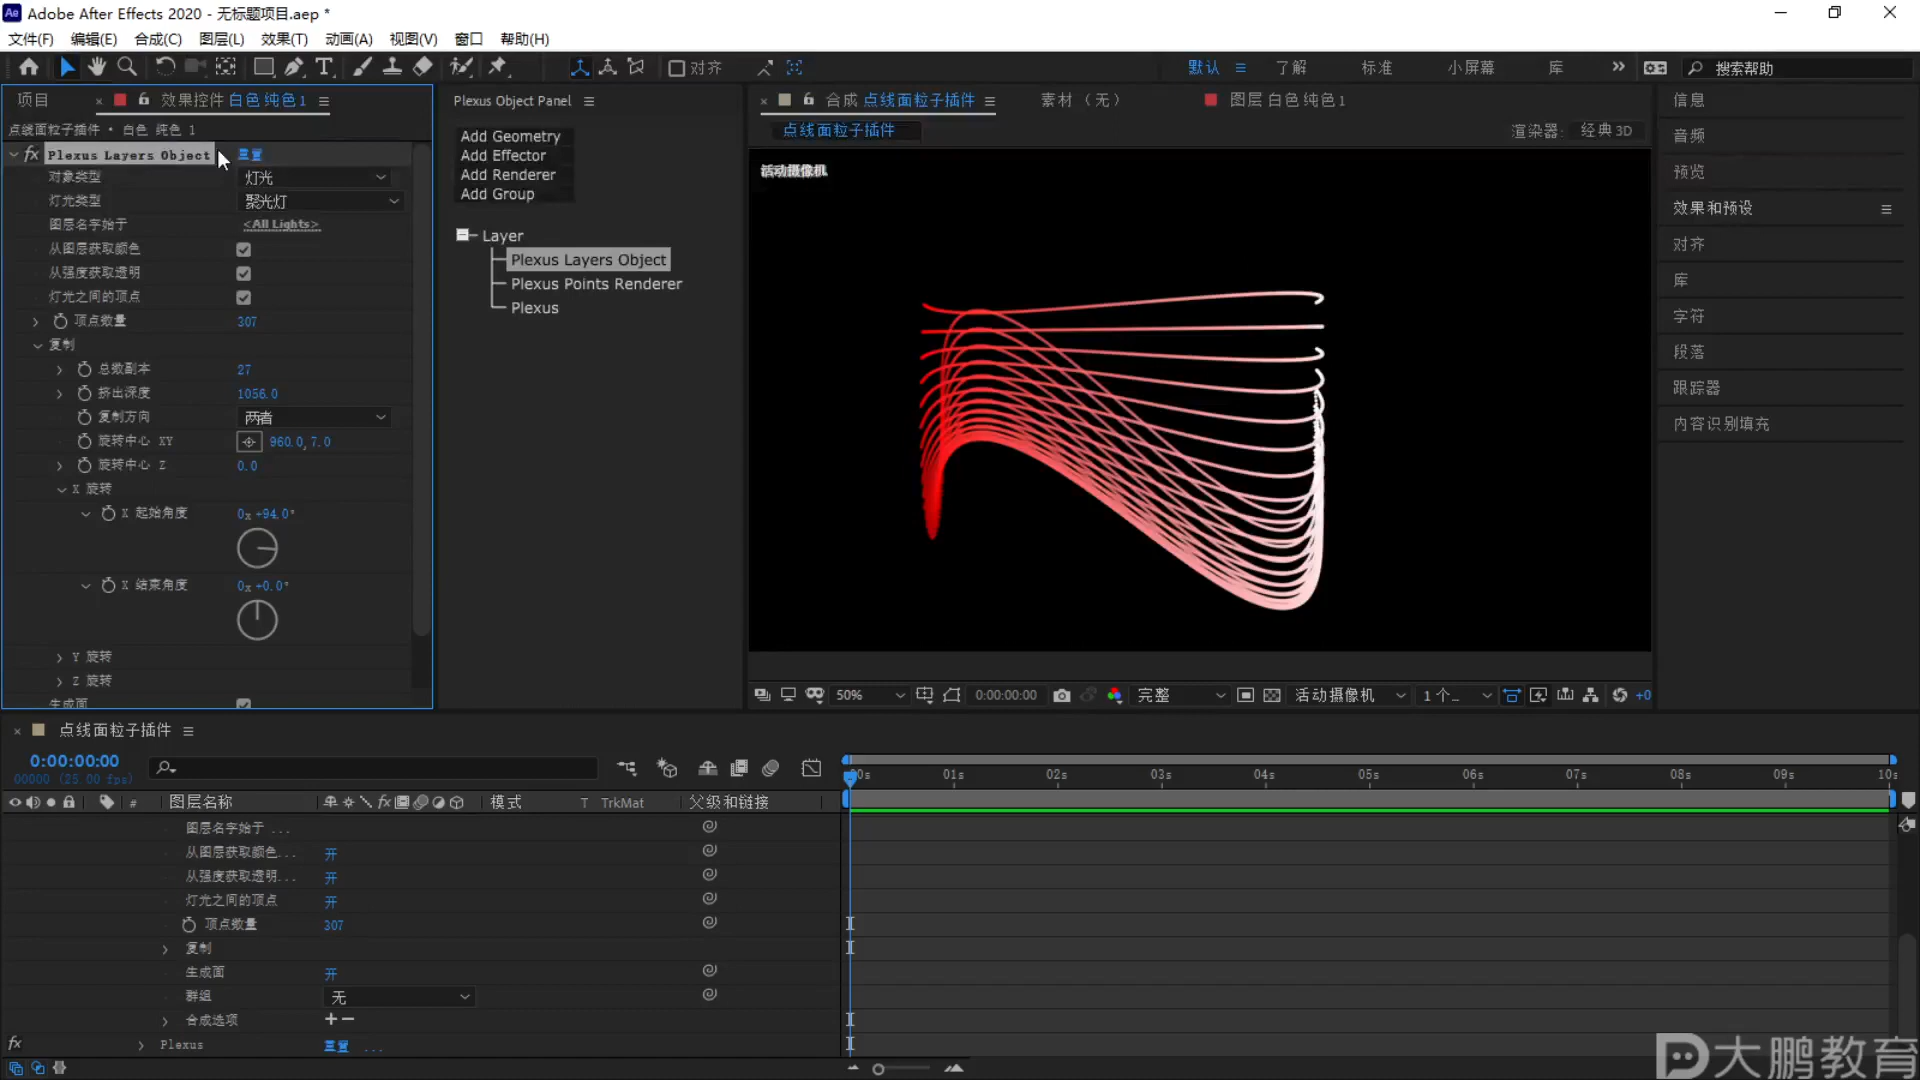 Adobe After Effects 2020 - 无标题项目.aep *
文件(F) 编辑(E) 合成(C) 图层(L) 效果(T) 动画(A) 视图(V) 窗口 帮助(H)
对齐 默认 了解 标准 小屏幕 库 搜索帮助
项目 效果控件 白色 纯色 1
点线面粒子插件 • 白色 纯色 1
fx Plexus Layers Object 重置
对象类型 灯光
灯光类型 聚光灯
图层名字始于 <All Lights>
从图层获取颜色
从强度获取透明
灯光之间的顶点
顶点数量 307
复制
总数副本 27
挤出深度 1056.0
复制方向 两者
旋转中心 XY 960.0, 7.0
旋转中心 Z 0.0
X 旋转
X 起始角度 0x +94.0°
X 结束角度 0x +0.0°
Y 旋转
Z 旋转
生成面
Plexus Object Panel
Add Geometry
Add Effector
Add Renderer
Add Group
Layer
Plexus Layers Object
Plexus Points Renderer
Plexus
合成 点线面粒子插件 素材 (无) 图层 白色 纯色 1
点线面粒子插件 渲染器: 经典 3D
活动摄像机
50% 0:00:00:00 完整 活动摄像机 1 个... +0
信息
音频
预览
效果和预设
对齐
库
字符
段落
跟踪器
内容识别填充
点线面粒子插件
0:00:00:00
00000 (25.00 fps)
00s 01s 02s 03s 04s 05s 06s 07s 08s 09s 10s
# 图层名称 fx 模式 T TrkMat 父级和链接
图层名字始于 ...
从图层获取颜色... 开
从强度获取透明... 开
灯光之间的顶点 开
顶点数量 307
复制
生成面 开
群组 无
合成选项 +−
fx Plexus 重置 ...
大鹏教育